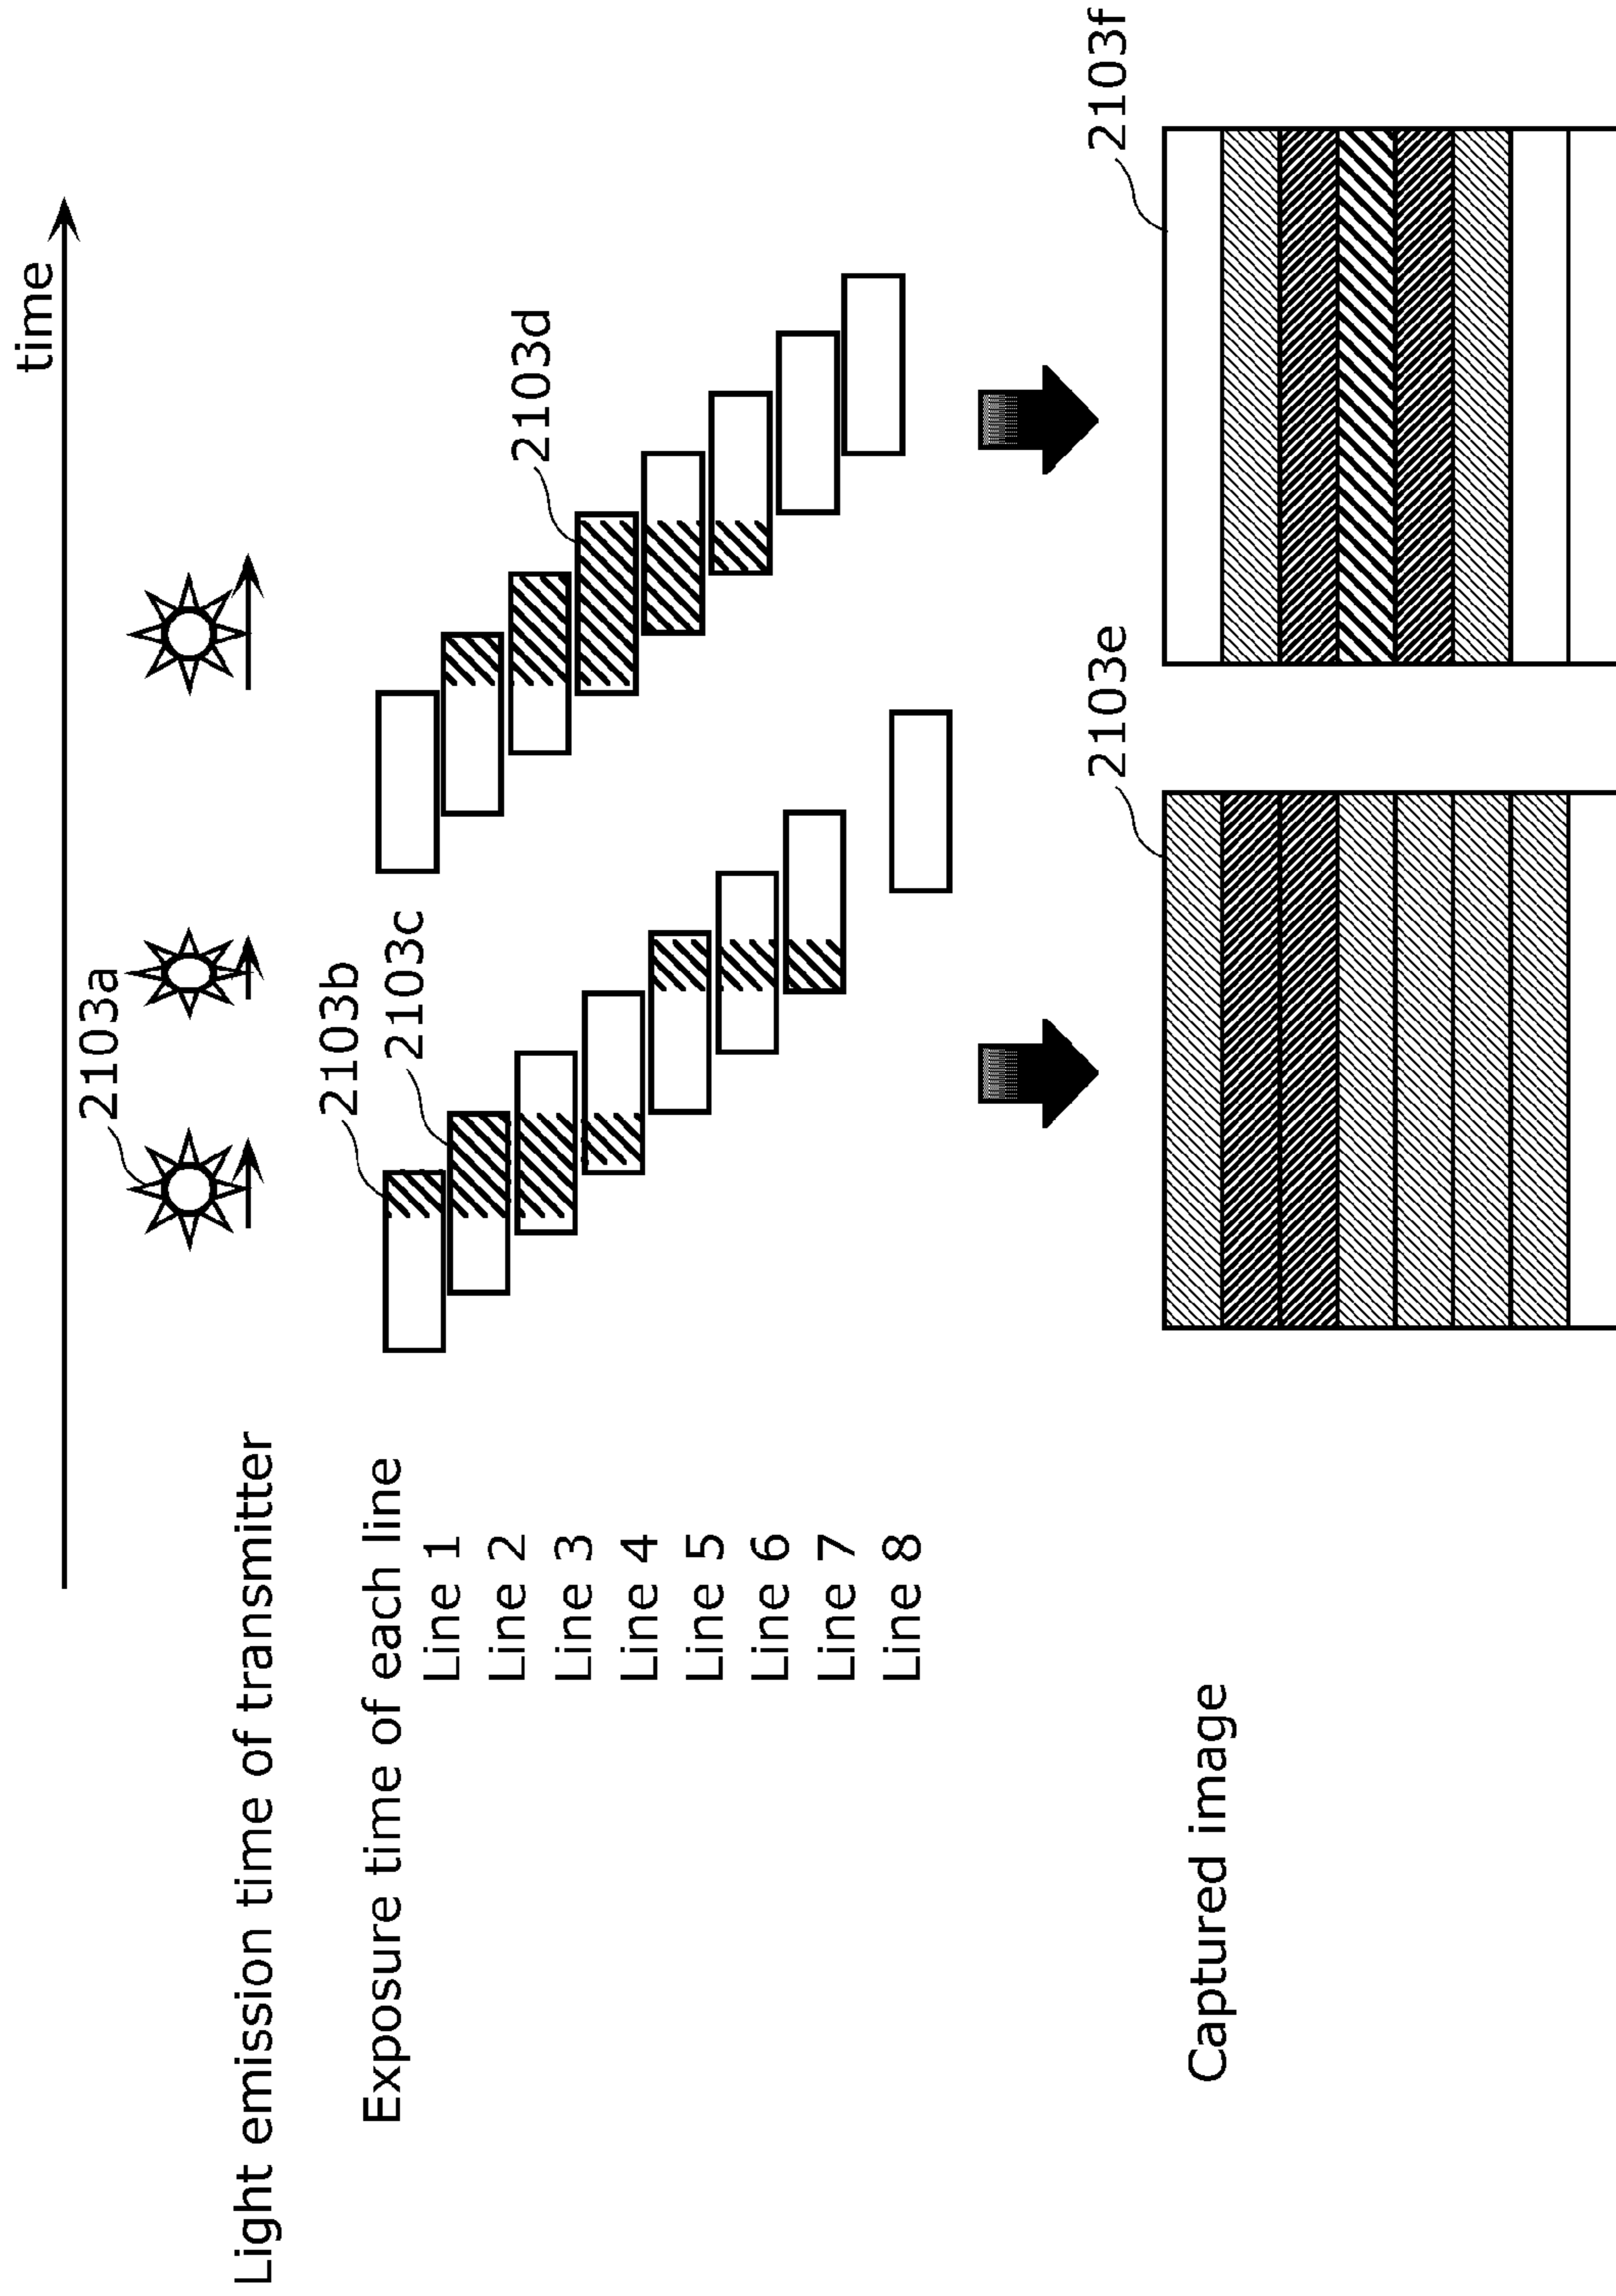 time
2103a
Light emission time of transmitter
2103b
2103c
2103d
Exposure time of each line
Line 1
Line 2
Line 3
Line 4
Line 5
Line 6
Line 7
Line 8
2103e
2103f
Captured image